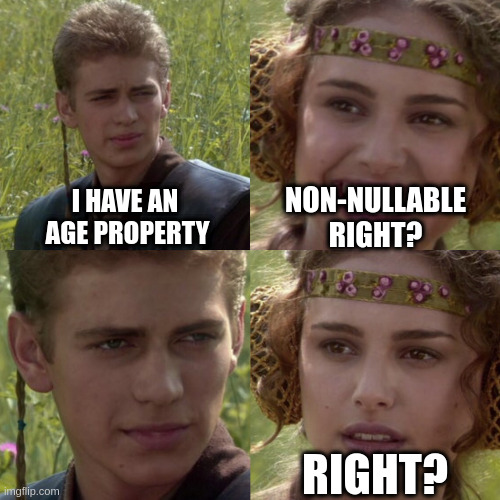 I HAVE AN
AGE PROPERTY
NON-NULLABLE
RIGHT?
RIGHT?
imgflip.com